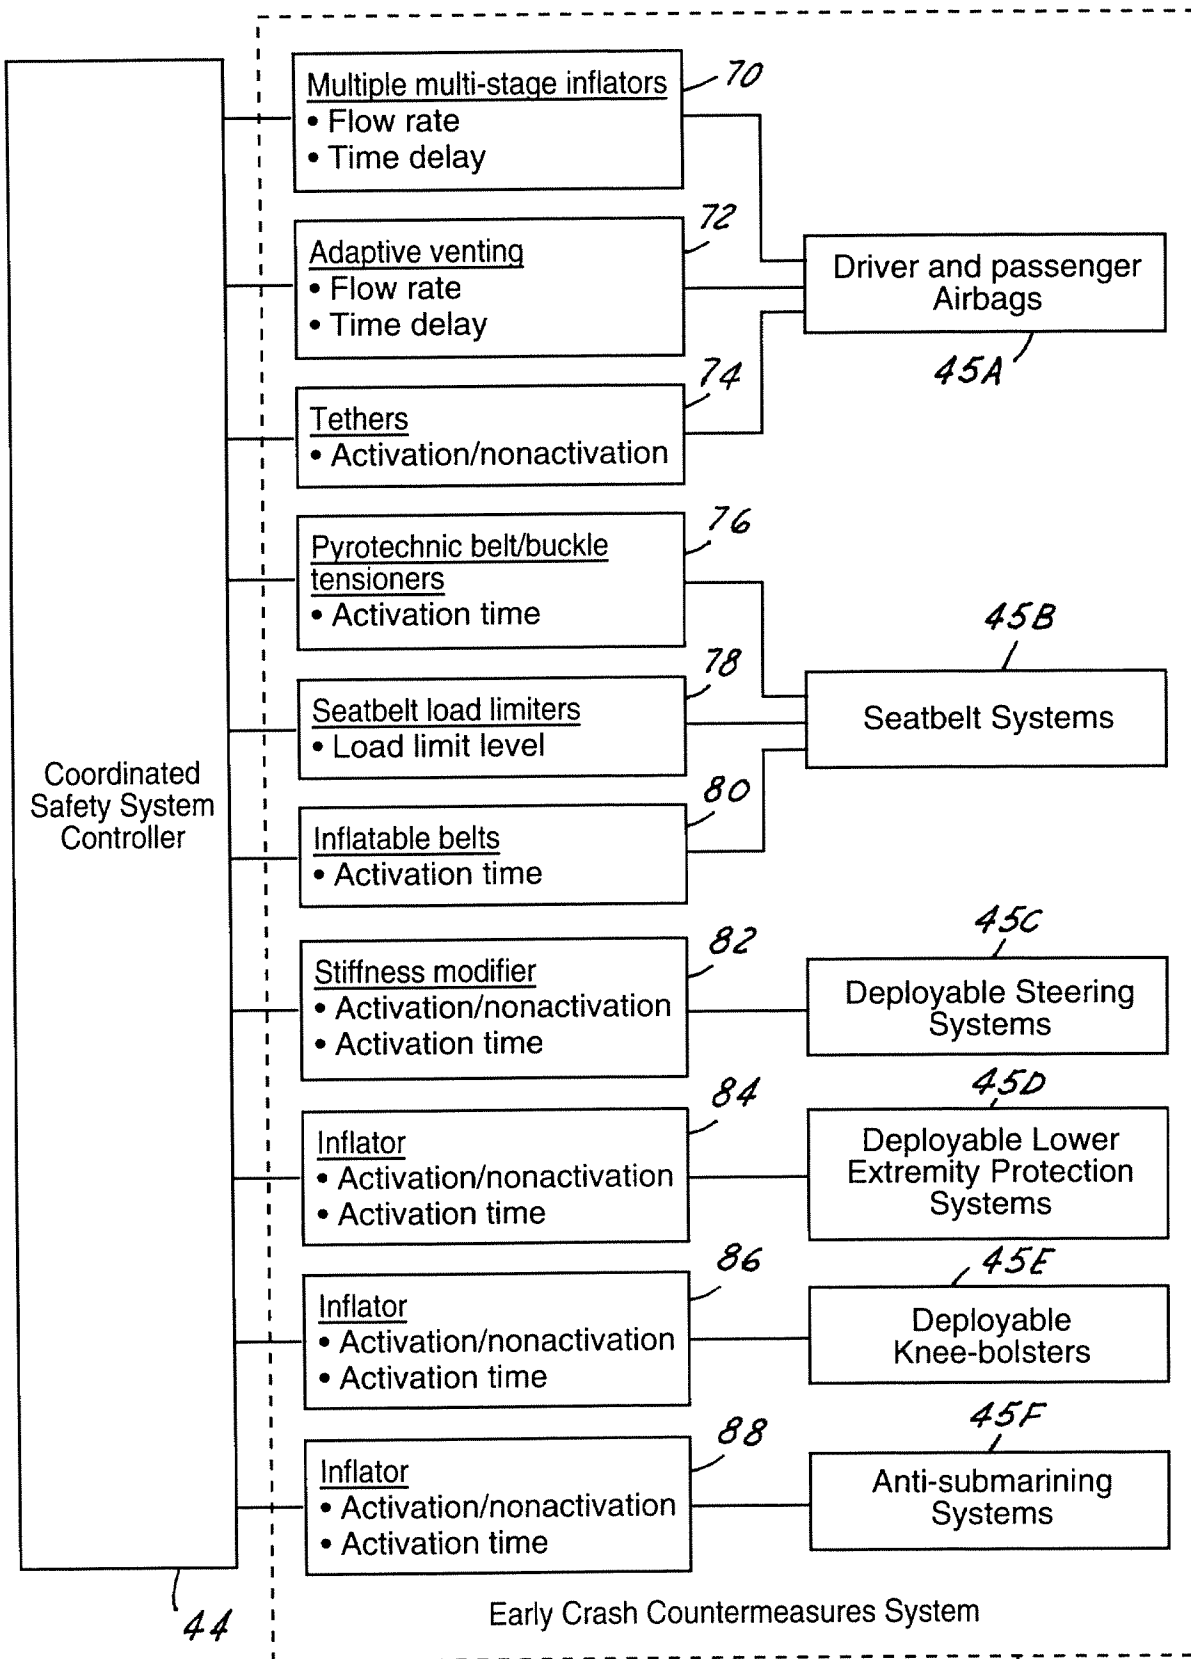 Multiple multi-stage inflators
• Flow rate
• Time delay
70
Adaptive venting
• Flow rate
• Time delay
72
Driver and passenger
Airbags
45A
Tethers
• Activation/nonactivation
74
Pyrotechnic belt/buckle
tensioners
• Activation time
76
45B
Seatbelt Systems
Seatbelt load limiters
• Load limit level
78
Coordinated
Safety System
Controller
44
Inflatable belts
• Activation time
80
Stiffness modifier
• Activation/nonactivation
• Activation time
82
45C
Deployable Steering
Systems
Inflator
• Activation/nonactivation
• Activation time
84
45D
Deployable Lower
Extremity Protection
Systems
Inflator
• Activation/nonactivation
• Activation time
86
45E
Deployable
Knee-bolsters
Inflator
• Activation/nonactivation
• Activation time
88
45F
Anti-submarining
Systems
Early Crash Countermeasures System